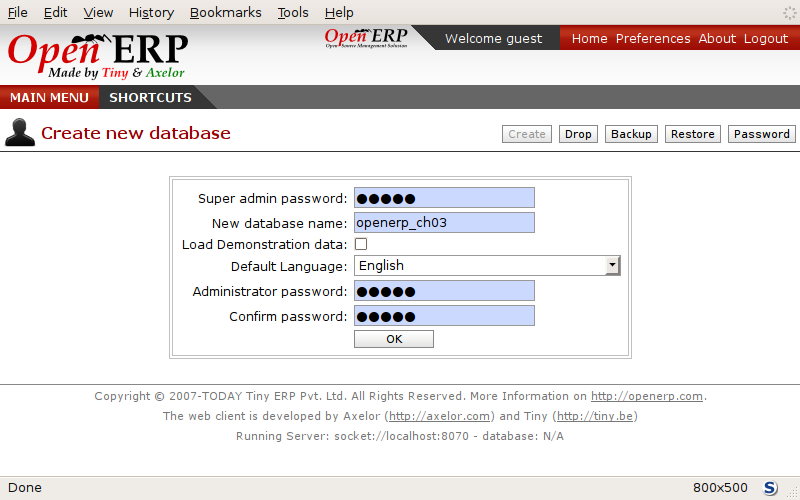 File Edit View History Bookmarks Tools Help
Open ERP
Made by Tiny & Axelor
Open ERP
Open Source Management Solution
Welcome guest
Home Preferences About Logout
MAIN MENU SHORTCUTS
Create new database
Create Drop Backup Restore Password
Super admin password: ●●●●●
New database name: openerp_ch03
Load Demonstration data:
Default Language: English
Administrator password: ●●●●●
Confirm password: ●●●●●
OK
Copyright © 2007-TODAY Tiny ERP Pvt. Ltd. All Rights Reserved. More Information on http://openerp.com.
The web client is developed by Axelor (http://axelor.com) and Tiny (http://tiny.be)
Running Server: socket://localhost:8070 - database: N/A
Done 800x500 S